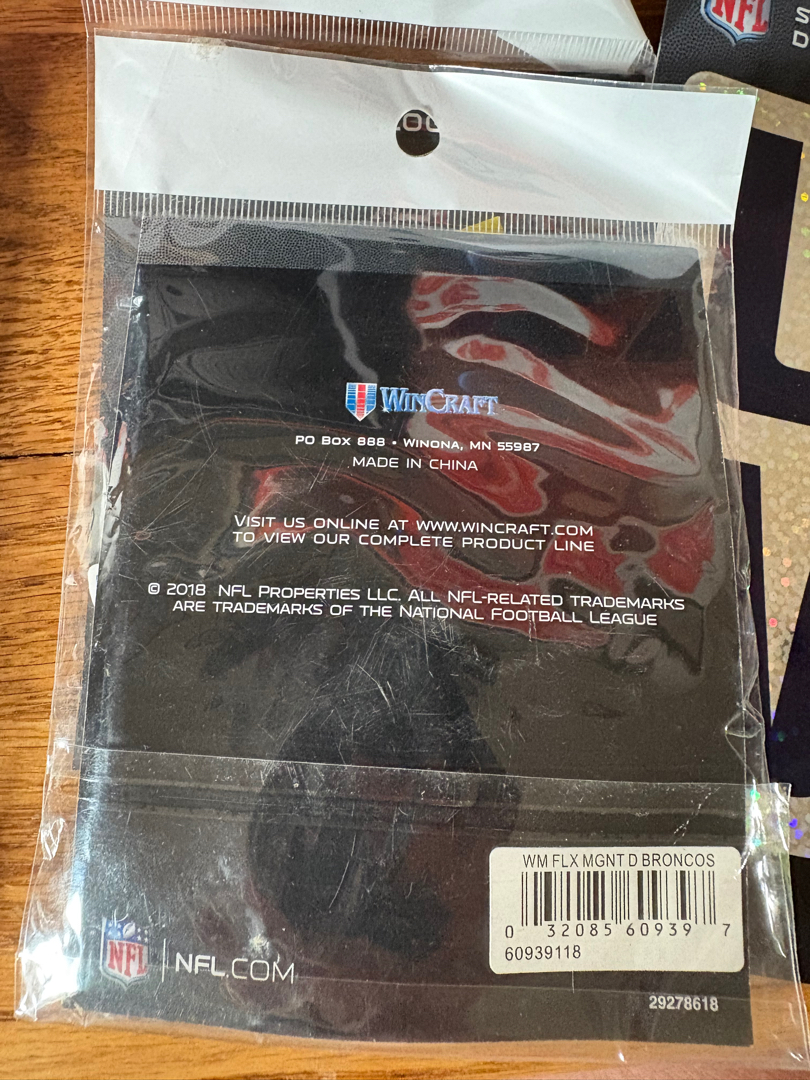 NFL
S
D
WINCRAFT
PO BOX 888 • WINONA, MN 55987
MADE IN CHINA
VISIT US ONLINE AT WWW.WINCRAFT.COM
TO VIEW OUR COMPLETE PRODUCT LINE
© 2018 NFL PROPERTIES LLC. ALL NFL-RELATED TRADEMARKS
ARE TRADEMARKS OF THE NATIONAL FOOTBALL LEAGUE
WM FLX MGNT D BRONCOS
0 32085 60939 7
60939118
NFL | NFL.COM
29278618